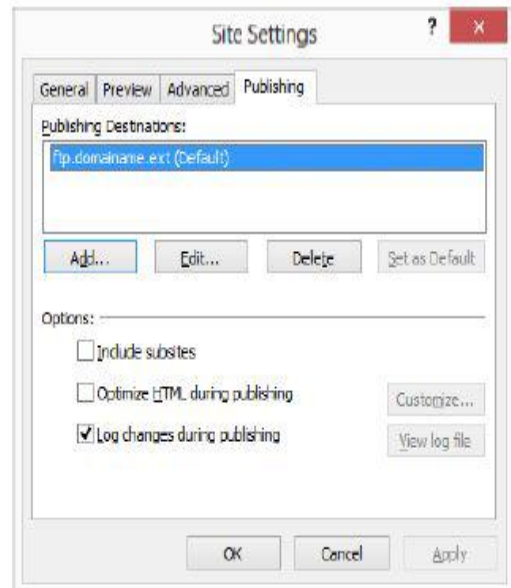 Site Settings
?
General Preview Advanced Publishing
Publishing Destinations:
ftp.domainame.ext (Default)
Add... Edit... Delete Set as Default
Options:
Include subsites
Optimize HTML during publishing
Customize...
Log changes during publishing
View log file
OK Cancel Apply